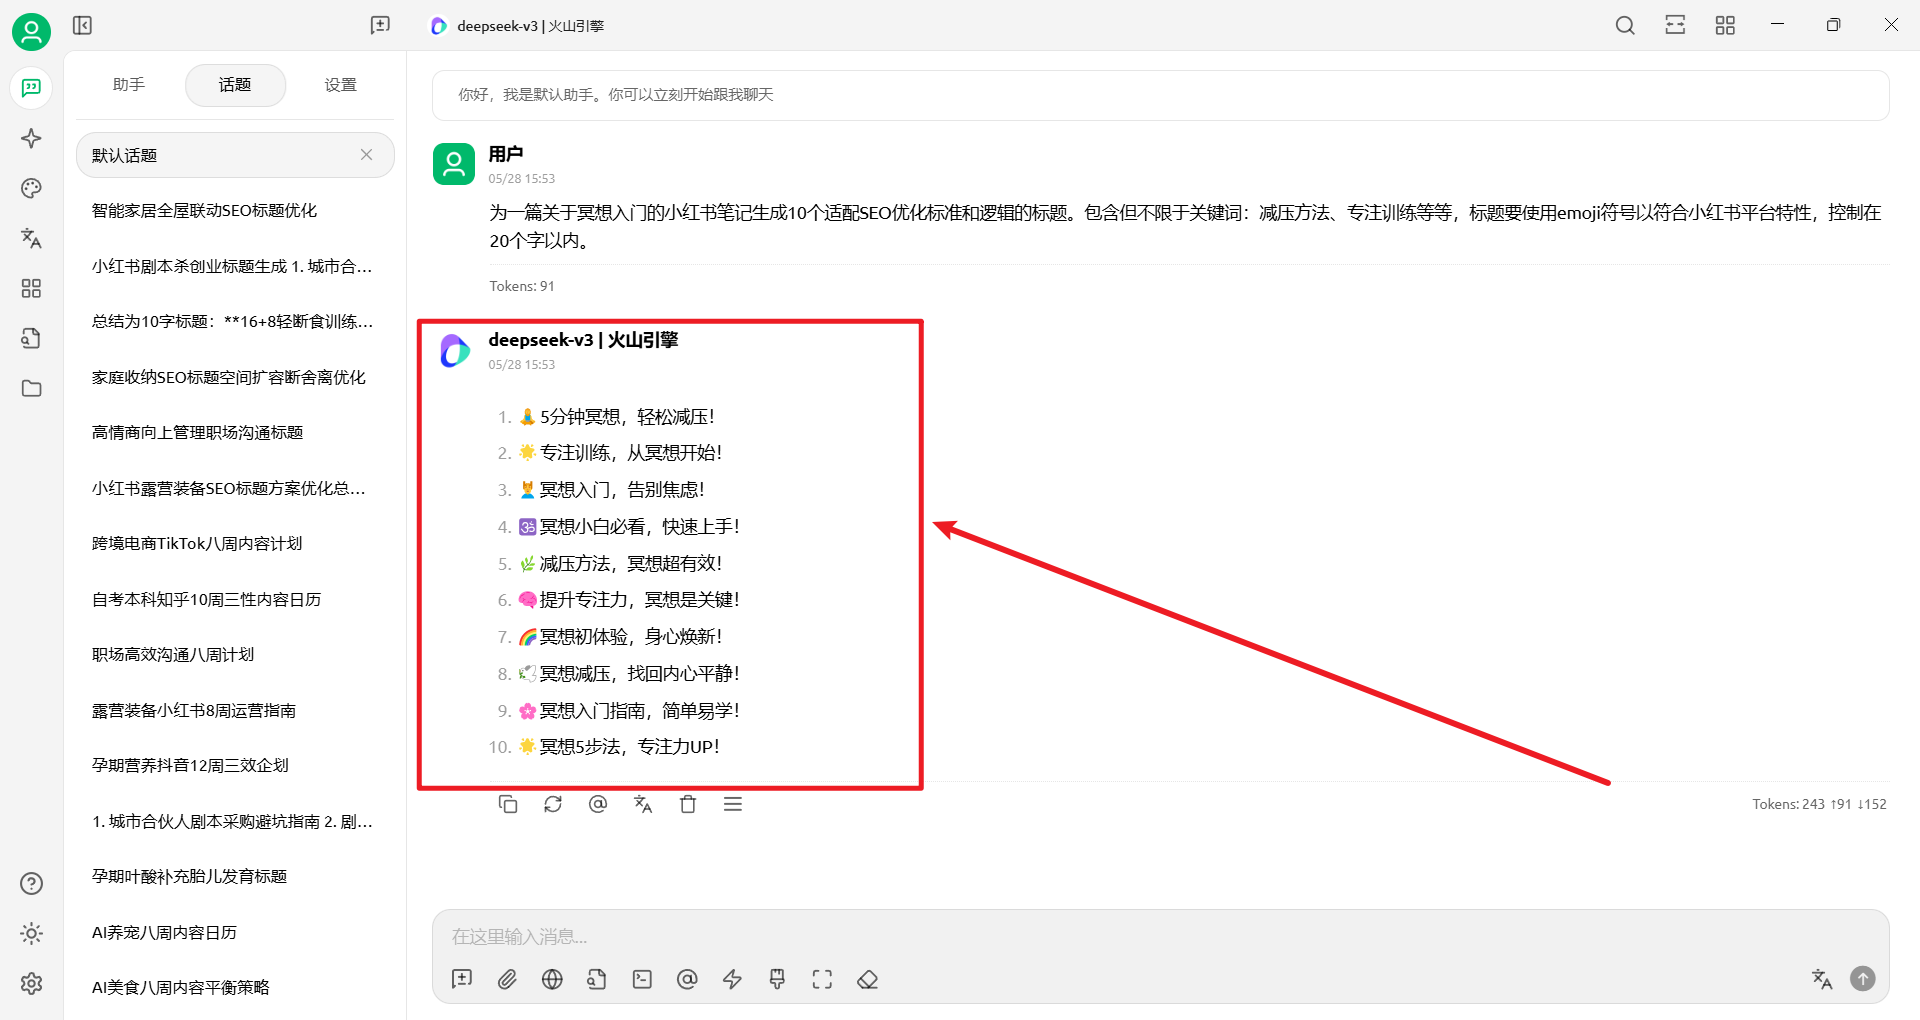 deepseek-v3 | 火山引擎
助手
话题
设置
默认话题
智能家居全屋联动SEO标题优化
小红书剧本杀创业标题生成 1. 城市合...
总结为10字标题：**16+8轻断食训练...
家庭收纳SEO标题空间扩容断舍离优化
高情商向上管理职场沟通标题
小红书露营装备SEO标题方案优化总...
跨境电商TikTok八周内容计划
自考本科知乎10周三性内容日历
职场高效沟通八周计划
露营装备小红书8周运营指南
孕期营养抖音12周三效企划
1. 城市合伙人剧本采购避坑指南 2. 剧...
孕期叶酸补充胎儿发育标题
AI养宠八周内容日历
AI美食八周内容平衡策略
你好，我是默认助手。你可以立刻开始跟我聊天
用户
05/28 15:53
为一篇关于冥想入门的小红书笔记生成10个适配SEO优化标准和逻辑的标题。包含但不限于关键词：减压方法、专注训练等等，标题要使用emoji符号以符合小红书平台特性，控制在
20个字以内。
Tokens: 91
deepseek-v3 | 火山引擎
05/28 15:53
1. 🧘5分钟冥想，轻松减压！
2. 🌟专注训练，从冥想开始！
3. 💆冥想入门，告别焦虑！
4. 🕉冥想小白必看，快速上手！
5. 🌿减压方法，冥想超有效！
6. 🧠提升专注力，冥想是关键！
7. 🌈冥想初体验，身心焕新！
8. 🕊冥想减压，找回内心平静！
9. 🌸冥想入门指南，简单易学！
10. 🌟冥想5步法，专注力UP！
Tokens: 243 ↑91 ↓152
在这里输入消息...